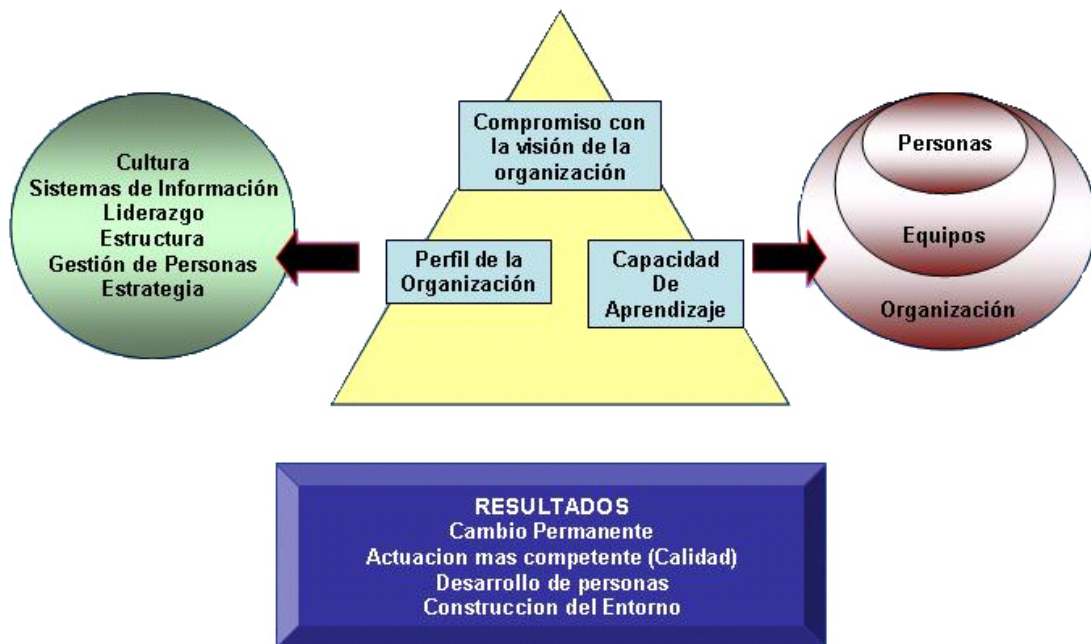 Compromiso con
la visión de la
organización
Cultura
Sistemas de Información
Liderazgo
Estructura
Gestión de Personas
Estrategia
Perfil de la
Organización
Capacidad
De
Aprendizaje
Personas
Equipos
Organización
RESULTADOS
Cambio Permanente
Actuacion mas competente (Calidad)
Desarrollo de personas
Construccion del Entorno